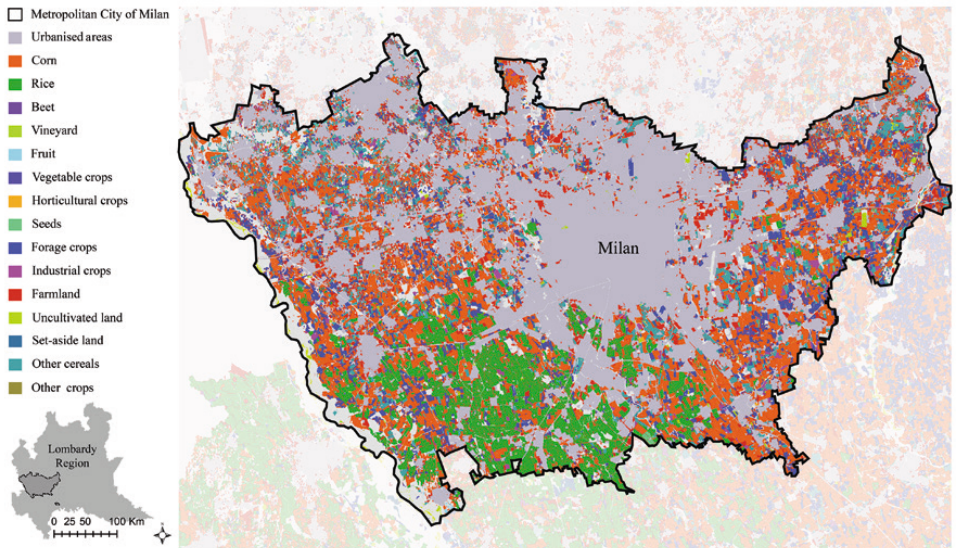 Metropolitan City of Milan
Urbanised areas
Corn
Rice
Beet
Vineyard
Fruit
Vegetable crops
Horticultural crops
Seeds
Forage crops
Industrial crops
Farmland
Uncultivated land
Set-aside land
Other cereals
Other crops
Milan
Lombardy
Region
0 25 50 100 Km